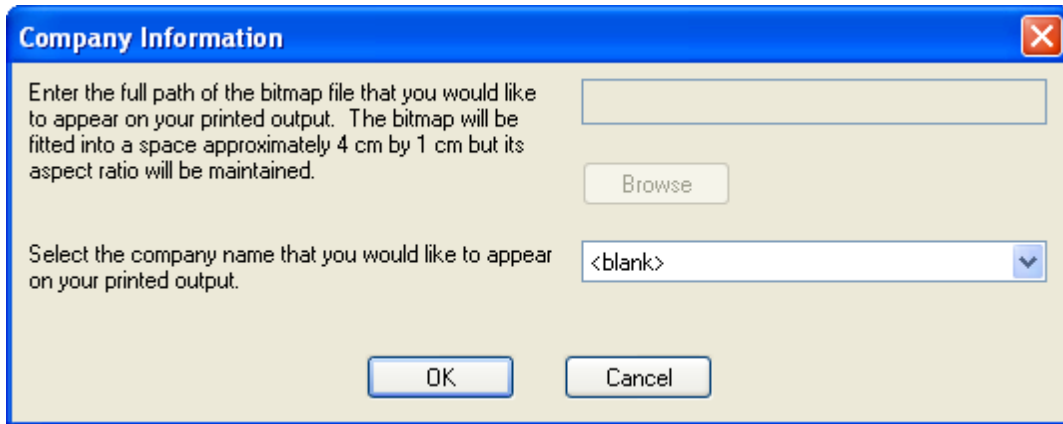 Company Information
Enter the full path of the bitmap file that you would like
to appear on your printed output.  The bitmap will be
fitted into a space approximately 4 cm by 1 cm but its
aspect ratio will be maintained.
Browse
Select the company name that you would like to appear
on your printed output.
<blank>
OK
Cancel